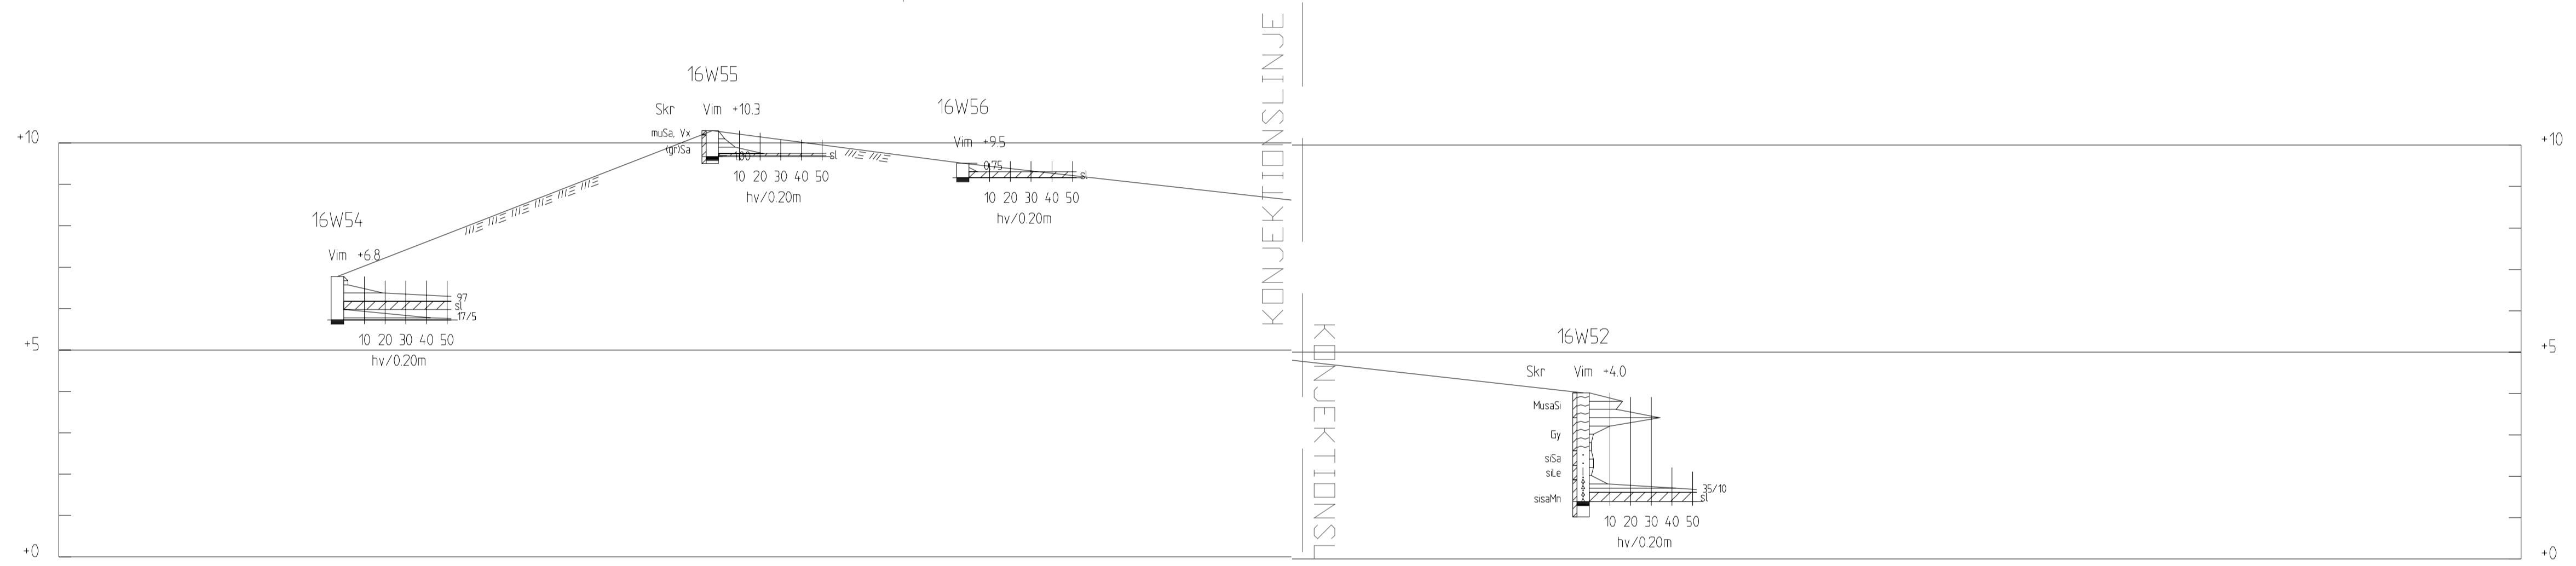 16W55
Skr Vim +10.3
muSa, Vx
(gr)Sa
100
sl
10 20 30 40 50
hv/0.20m
16W56
Vim +9.5
0.75
sl
10 20 30 40 50
hv/0.20m
16W54
Vim +6.8
97
sl
17/5
10 20 30 40 50
hv/0.20m
+10
+5
+0
KONJEKTIONSLINJE
KONJEKTIONSL
16W52
Skr Vim +4.0
MusaSi
Gy
siSa
siLe
sisaMn
35/10
sl
10 20 30 40 50
hv/0.20m
+10
+5
+0